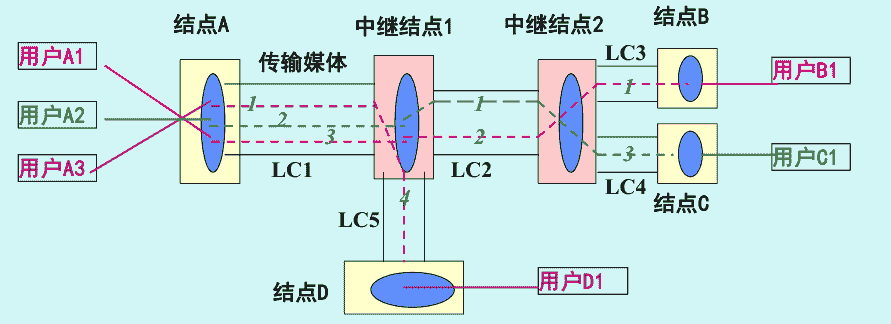 结点A
中继结点1
中继结点2
结点B
用户A1
传输媒体
LC3
用户B1
1
1
1
用户A2
2
3
2
3
用户C1
用户A3
LC1
LC2
LC4
4
结点C
LC5
结点D
用户D1